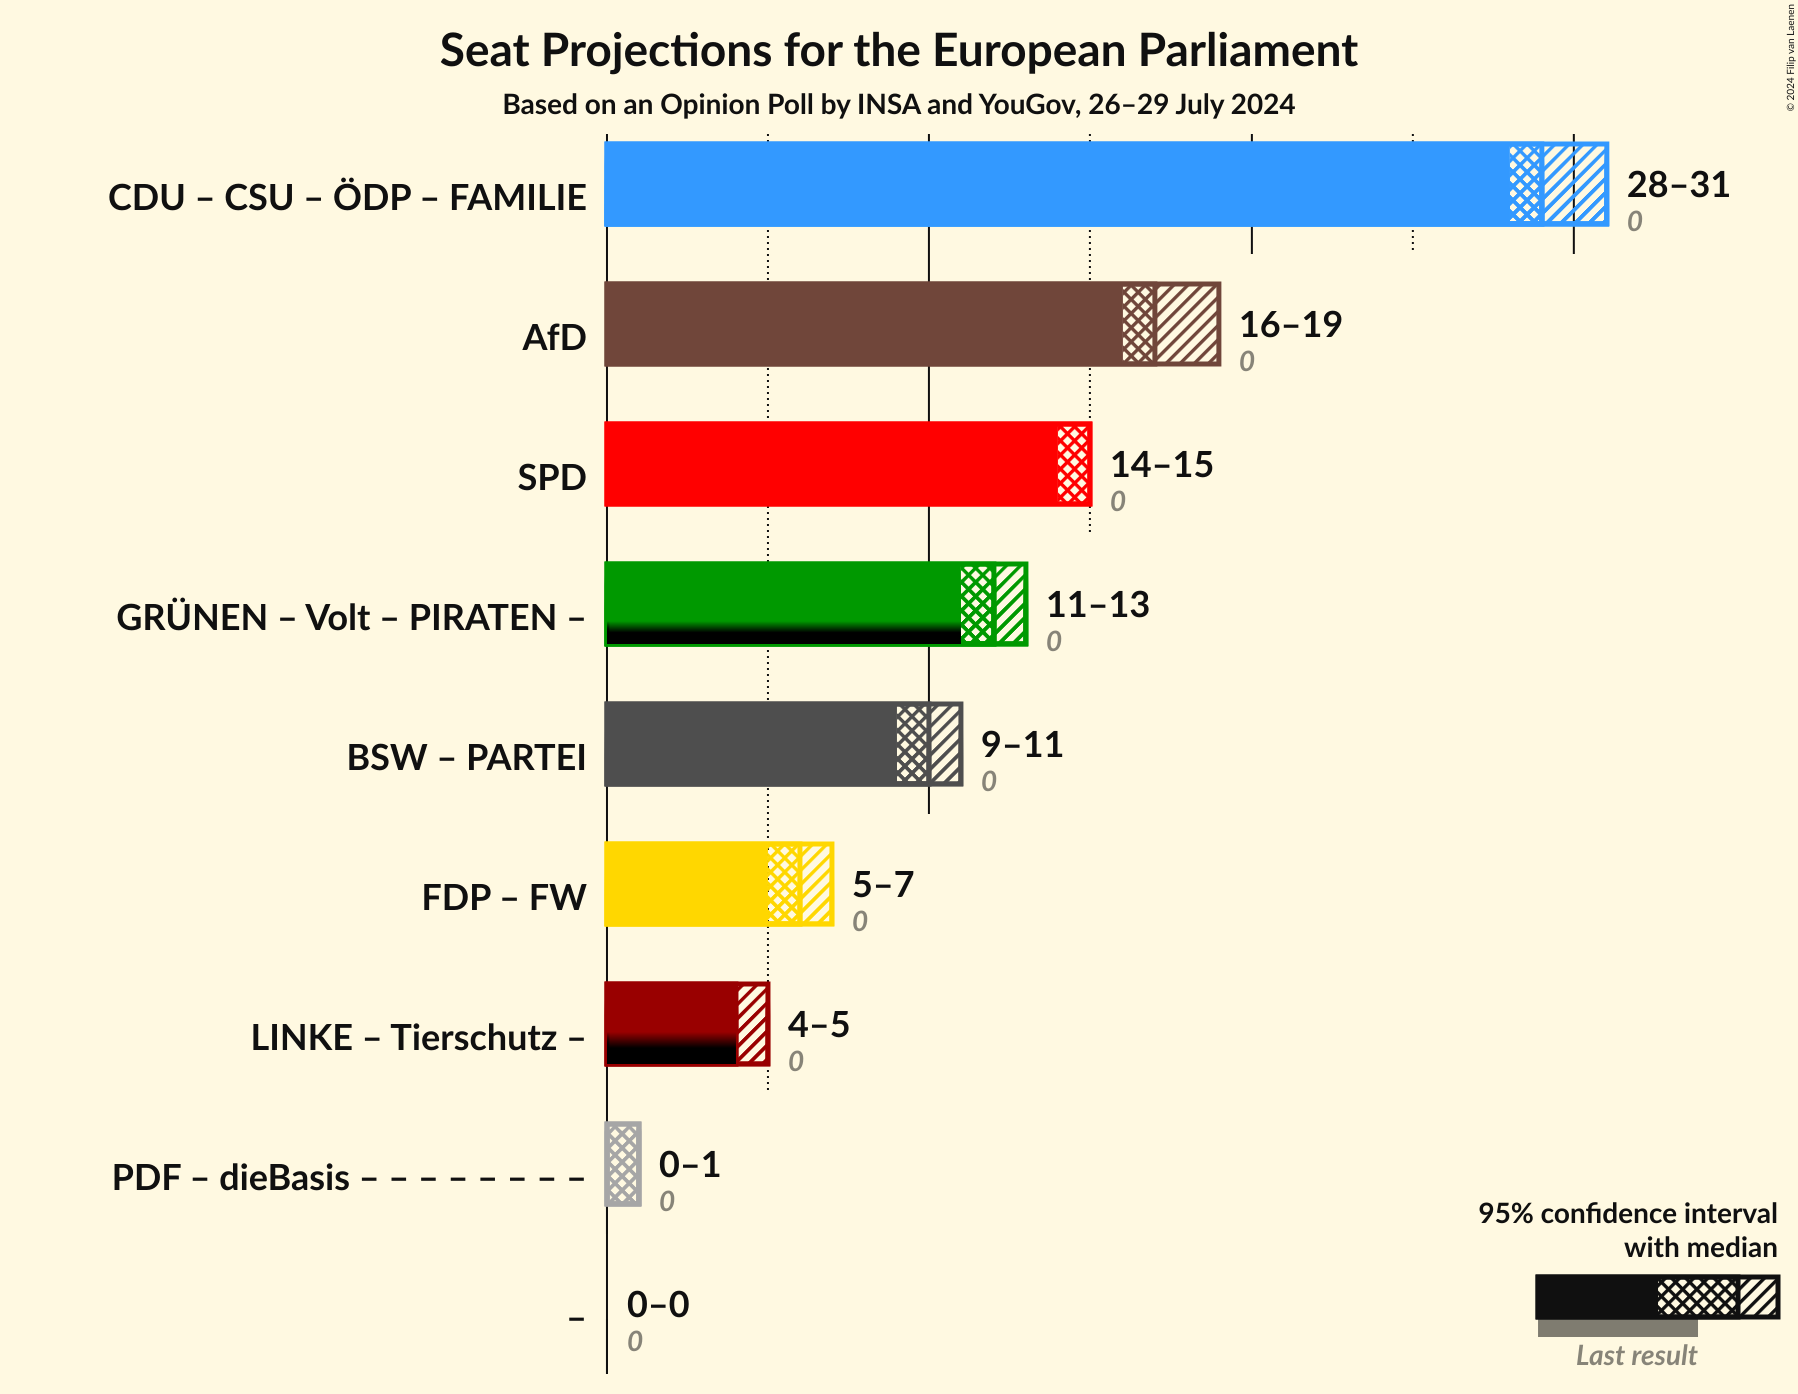 Seat Projections for the European Parliament
Based on an Opinion Poll by INSA and YouGov, 26–29 July 2024
© 2024 Filip van Laenen
CDU – CSU – ÖDP – FAMILIE
28–31
0
AfD
16–19
0
SPD
14–15
0
GRÜNEN – Volt – PIRATEN –
11–13
0
BSW – PARTEI
9–11
0
FDP – FW
5–7
0
LINKE – Tierschutz –
4–5
0
PDF – dieBasis – – – – – – – –
0–1
0
–
0–0
0
95% confidence interval
with median
Last result